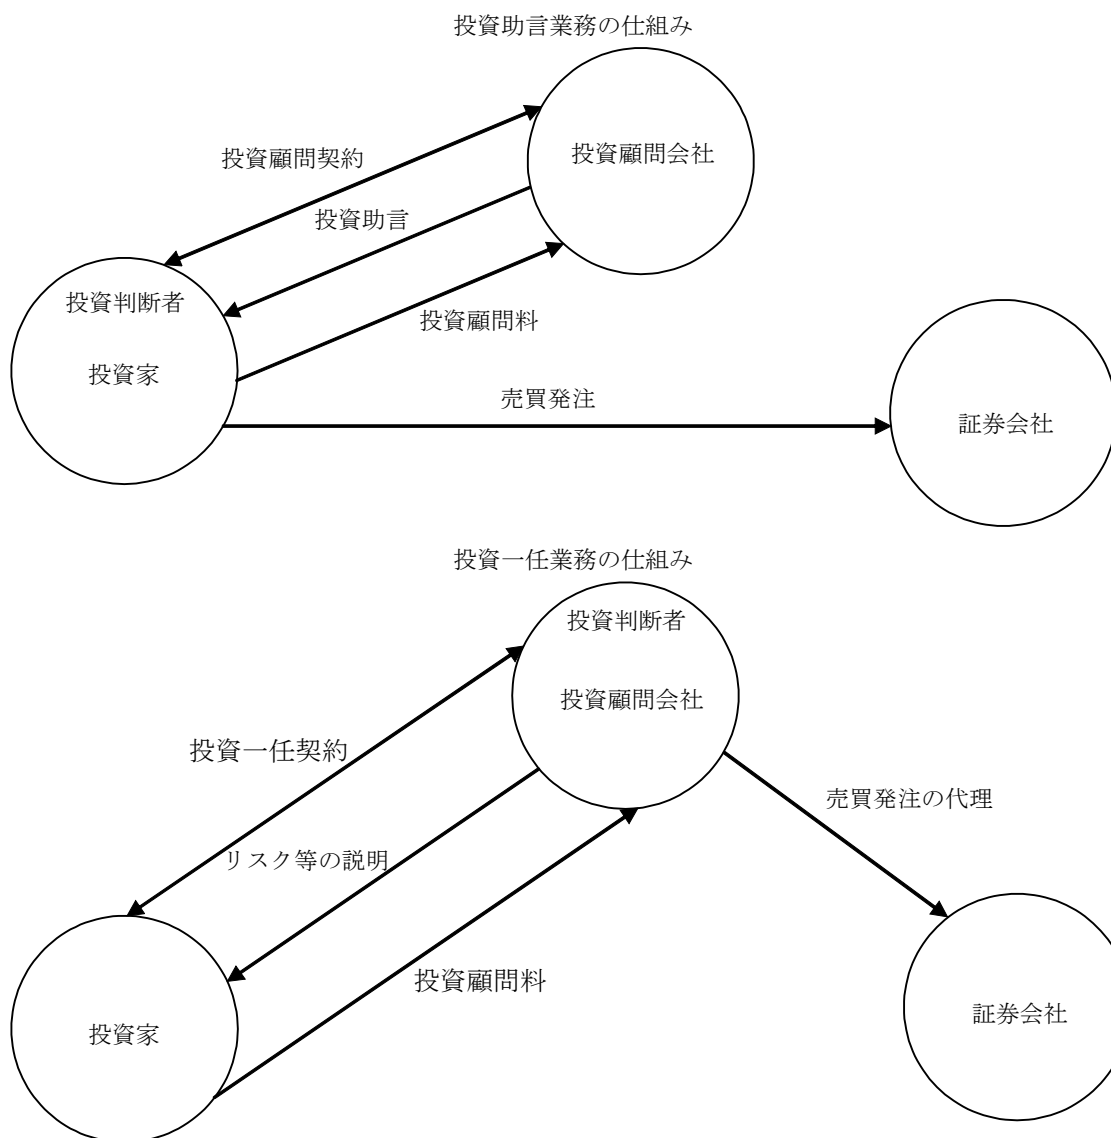 投資助言業務の仕組み
投資顧問会社
投資顧問契約
投資助言
投資判断者
投資顧問料
投資家
売買発注
証券会社
投資一任業務の仕組み
投資判断者
投資顧問会社
投資一任契約
売買発注の代理
リスク等の説明
投資顧問料
証券会社
投資家